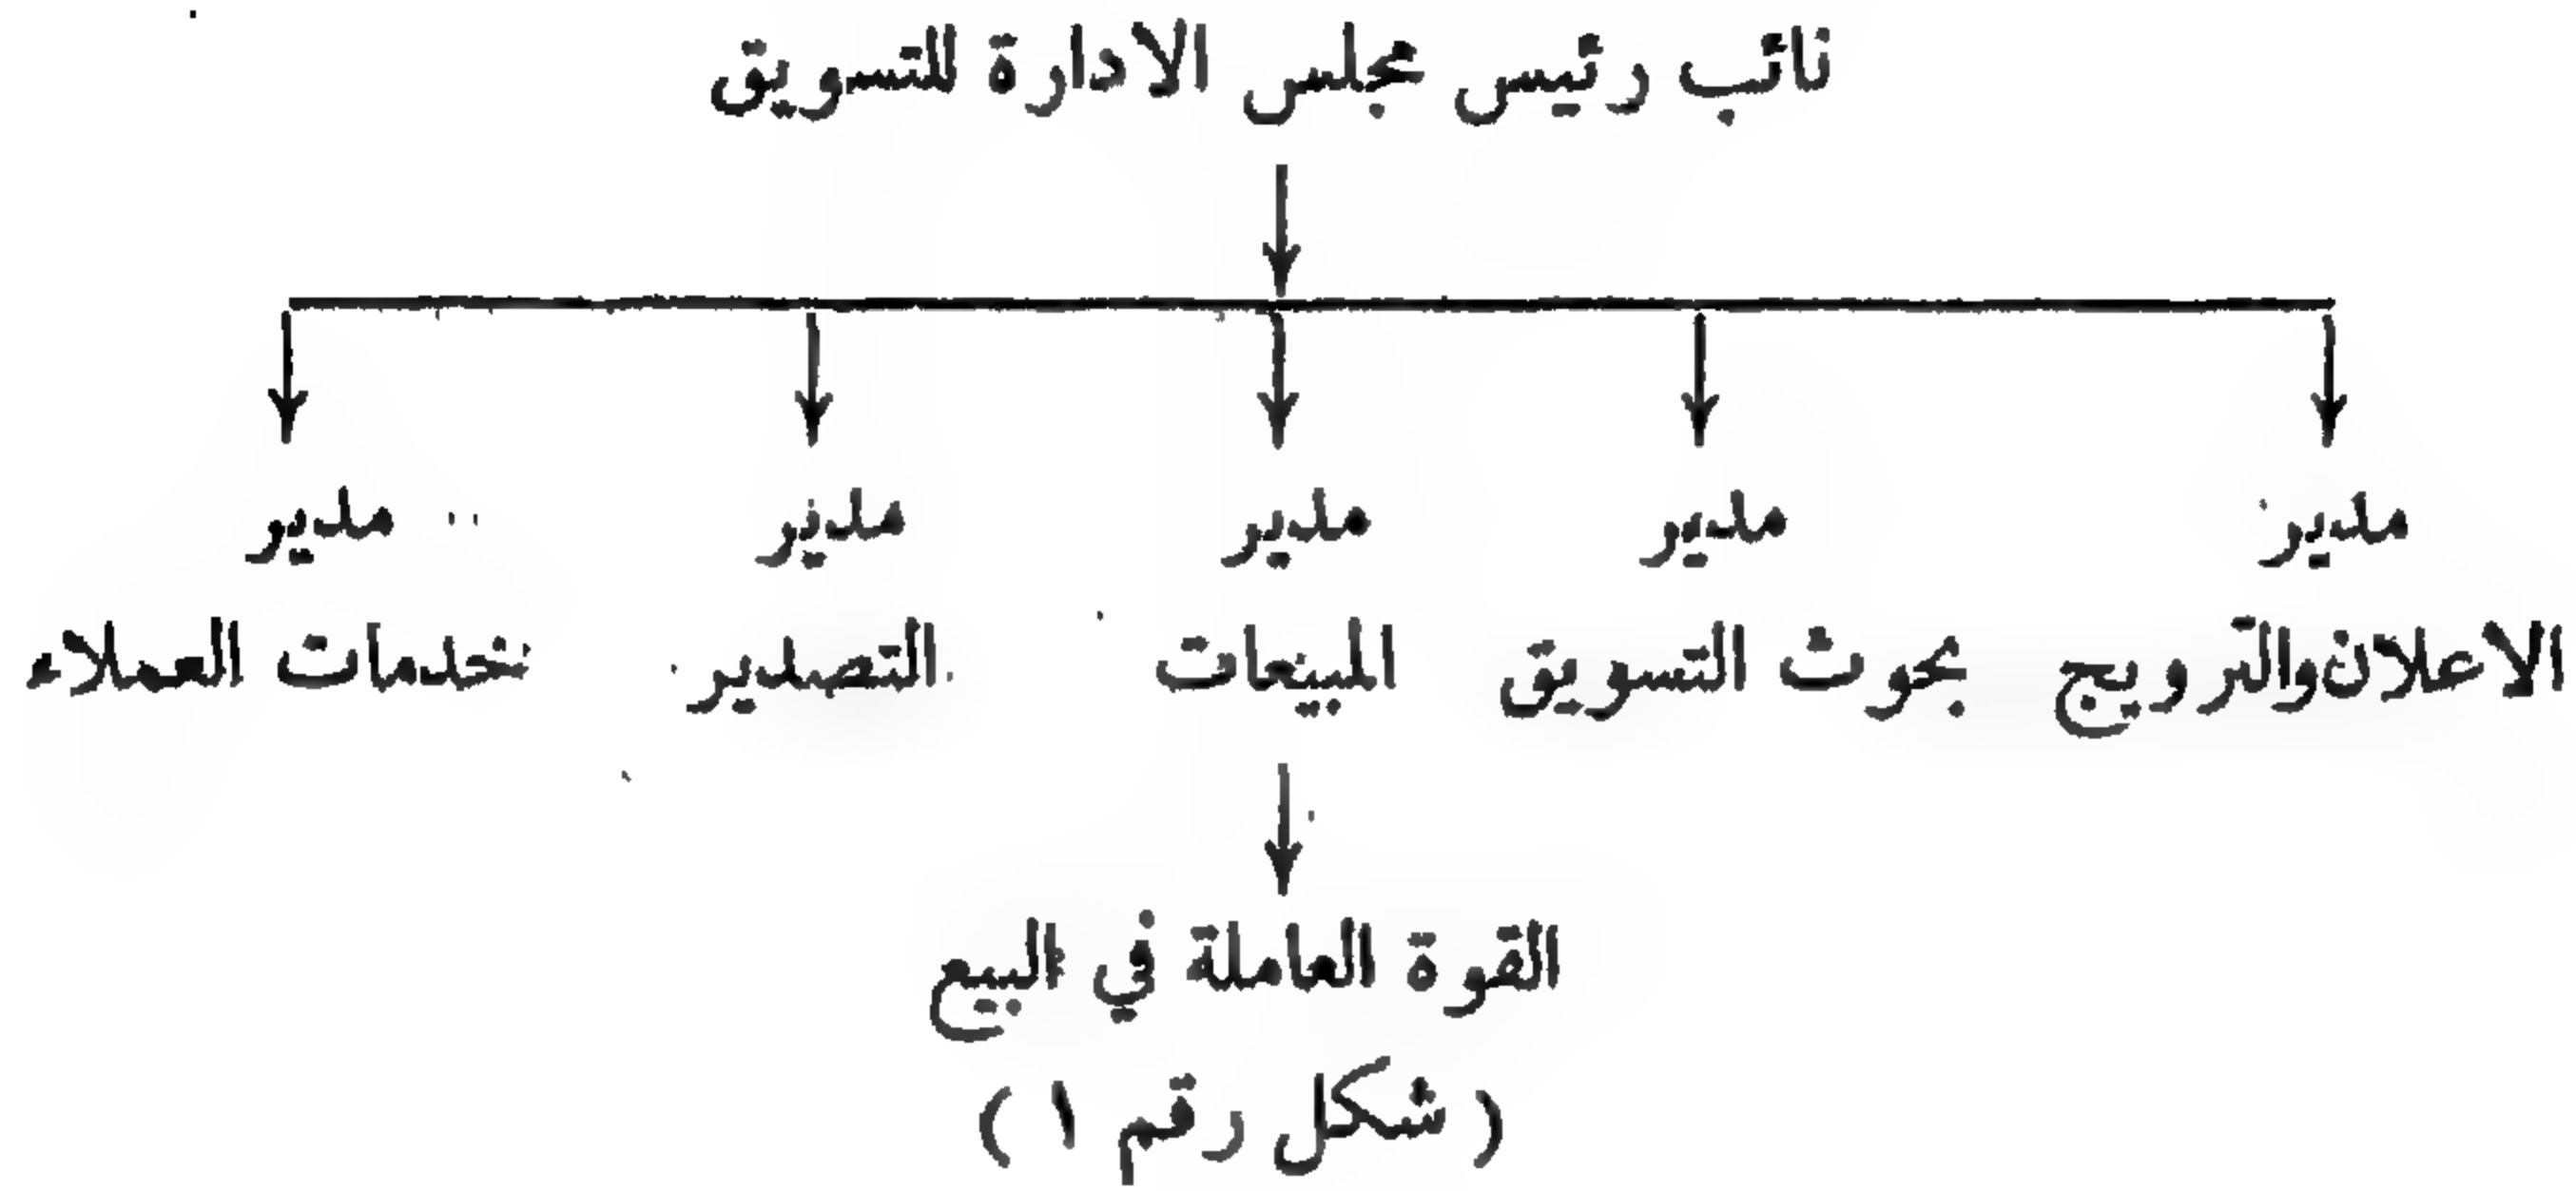 نائب رئيس مجلس الادارة للتسويق
مدير مدير مدير مدير مدير
الاعلان والترويج بحوث التسويق المبيعات التصدير خدمات العملاء
القوة العاملة في البيع
( شكل رقم ١ )